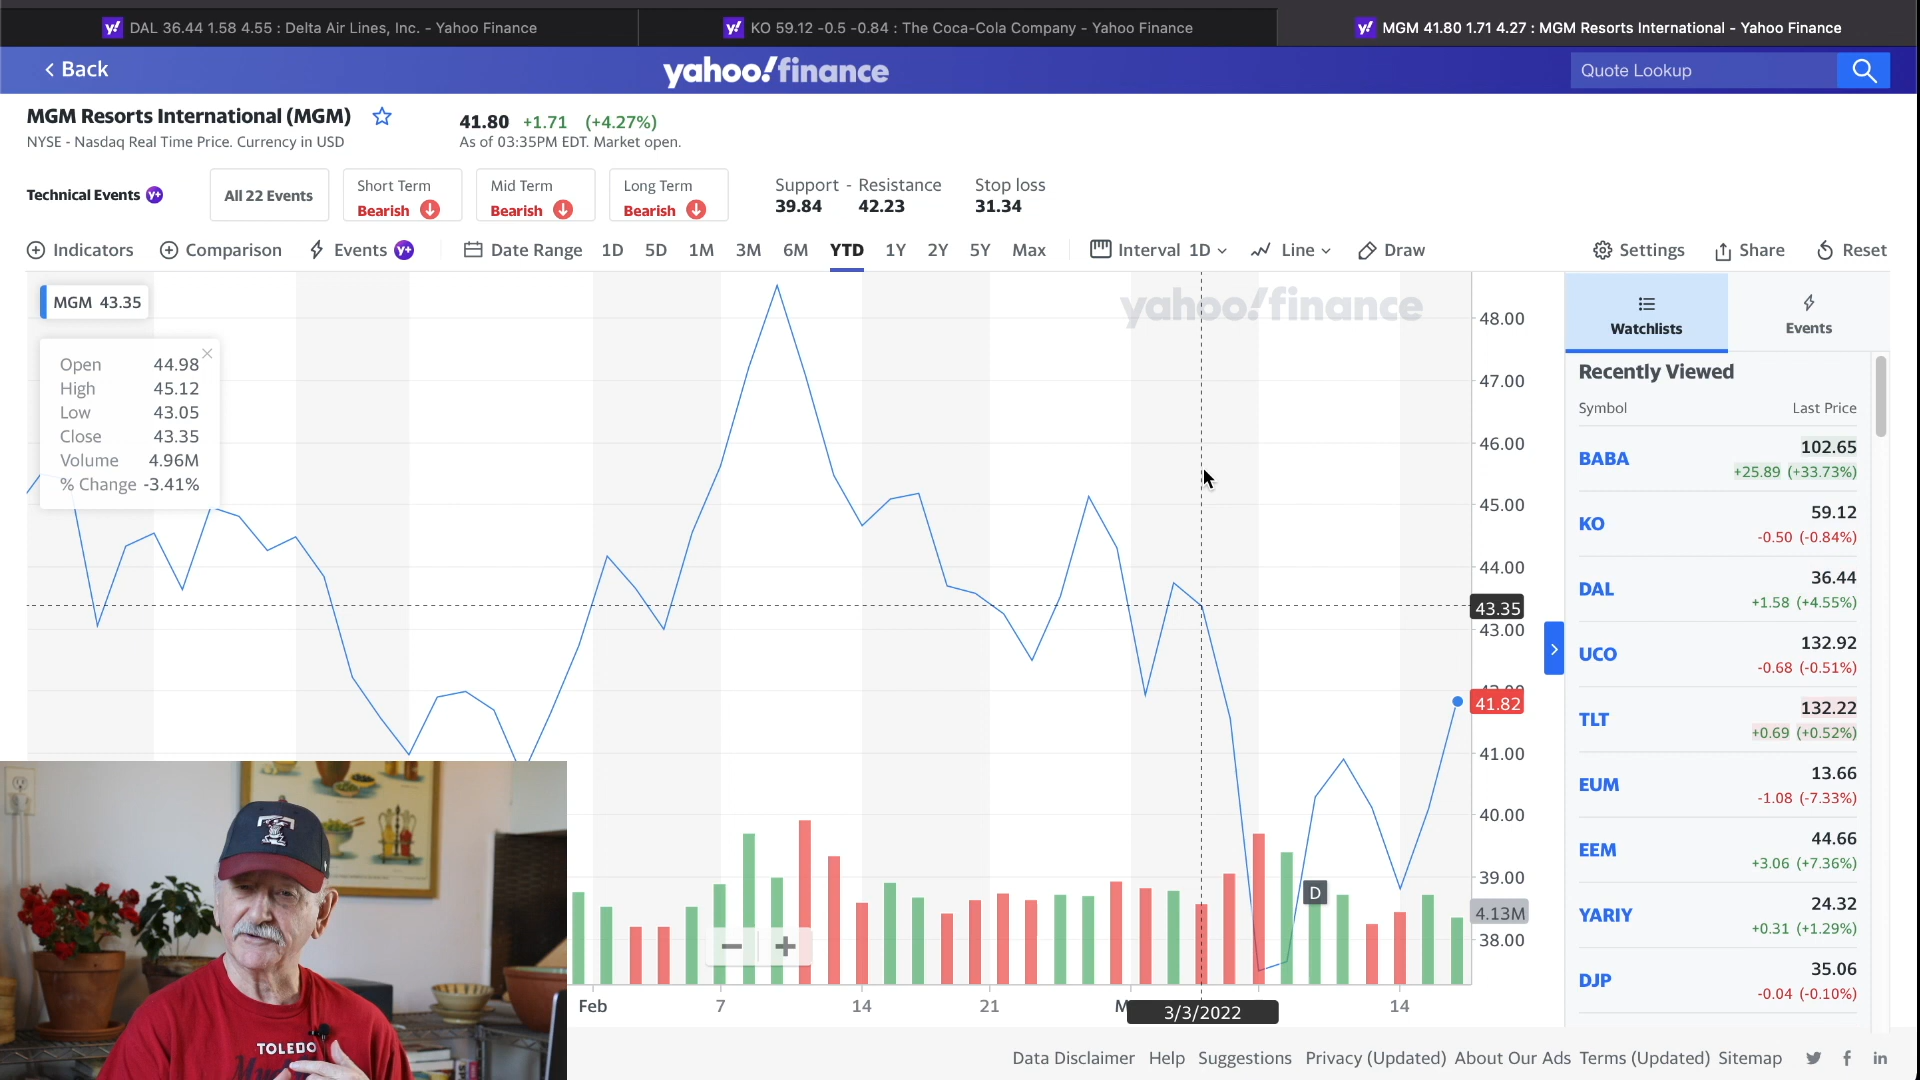 DAL 36.44 1.58 4.55 : Delta Air Lines, Inc. - Yahoo Finance
KO 59.12 -0.5 -0.84 : The Coca-Cola Company - Yahoo Finance
MGM 41.80 1.71 4.27 : MGM Resorts International - Yahoo Finance
Back
yahoo!finance
Quote Lookup
MGM Resorts International (MGM)
NYSE - Nasdaq Real Time Price. Currency in USD
41.80 +1.71 (+4.27%)
As of 03:35PM EDT. Market open.
Technical Events y+
All 22 Events
Short Term
Bearish
Mid Term
Bearish
Long Term
Bearish
Support - Resistance
39.84 42.23
Stop loss
31.34
Indicators
Comparison
Events y+
Date Range 1D 5D 1M 3M 6M YTD 1Y 2Y 5Y Max
Interval 1D
Line
Draw
Settings
Share
Reset
MGM 43.35
Open 44.98
High 45.12
Low 43.05
Close 43.35
Volume 4.96M
% Change -3.41%
yahoo!finance
48.00
47.00
46.00
45.00
44.00
43.35
43.00
42.00
41.82
41.00
40.00
39.00
4.13M
38.00
D
Feb 7 14 21 M 3/3/2022 14
Watchlists
Events
Recently Viewed
Symbol Last Price
BABA 102.65
+25.89 (+33.73%)
KO 59.12
-0.50 (-0.84%)
DAL 36.44
+1.58 (+4.55%)
UCO 132.92
-0.68 (-0.51%)
TLT 132.22
+0.69 (+0.52%)
EUM 13.66
-1.08 (-7.33%)
EEM 44.66
+3.06 (+7.36%)
YARIY 24.32
+0.31 (+1.29%)
DJP 35.06
-0.04 (-0.10%)
TOLEDO
Data Disclaimer Help Suggestions Privacy (Updated) About Our Ads Terms (Updated) Sitemap